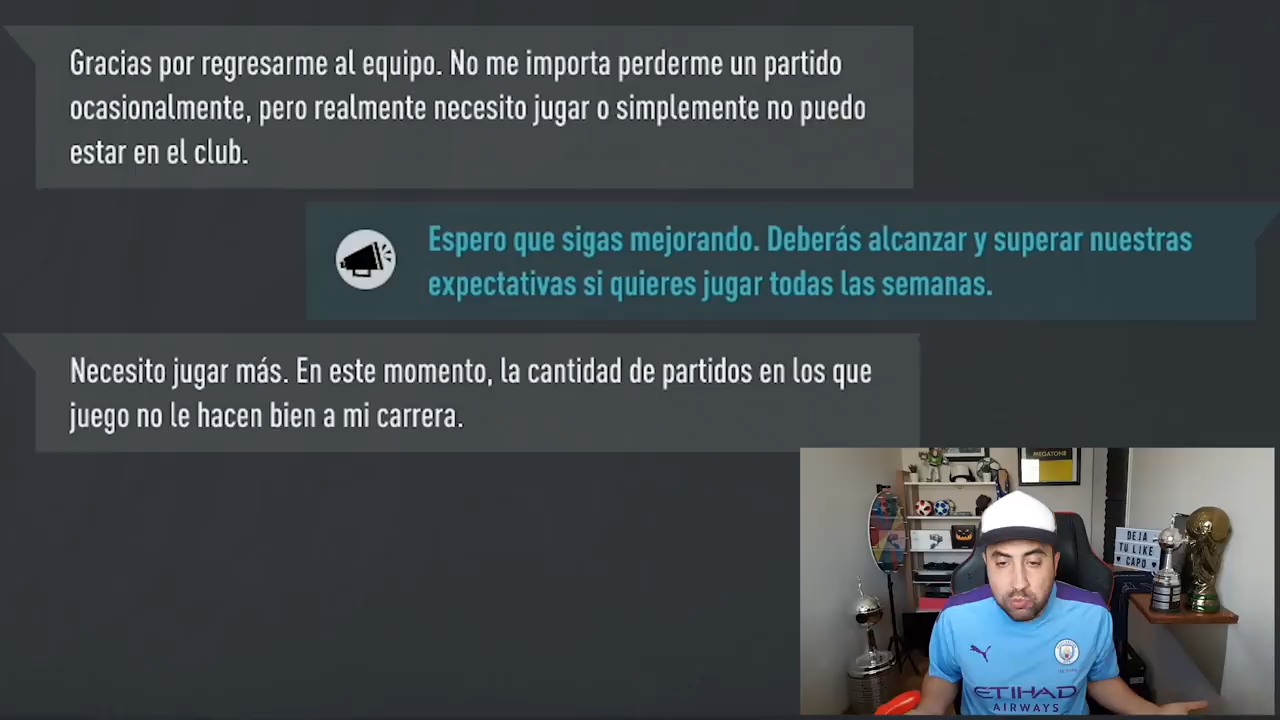 Gracias por regresarme al equipo. No me importa perderme un partido
ocasionalmente, pero realmente necesito jugar o simplemente no puedo
estar en el club.
Espero que sigas mejorando. Deberás alcanzar y superar nuestras
expectativas si quieres jugar todas las semanas.
Necesito jugar más. En este momento, la cantidad de partidos en los que
juego no le hacen bien a mi carrera.
MEGATONE
DEJA
TU LIKE
CAPO
ETIHAD
AIRWAYS